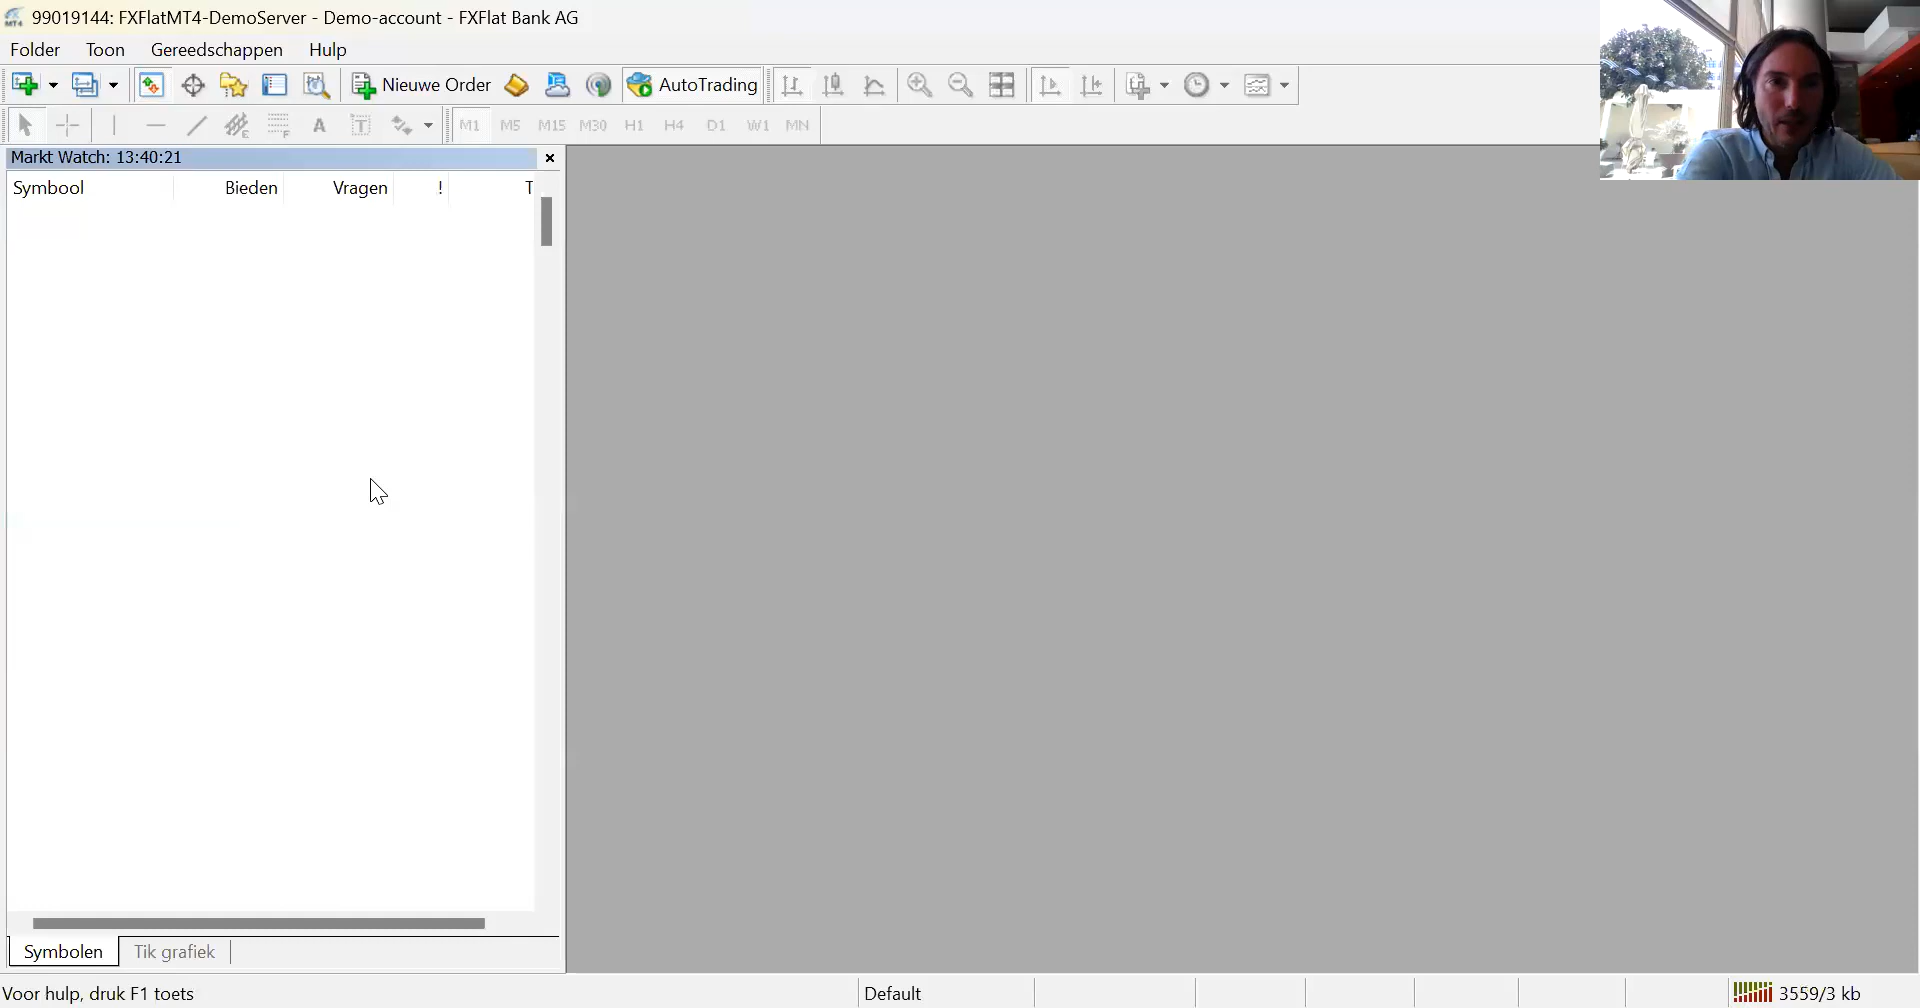 99019144: FXFlatMT4-DemoServer - Demo-account - FXFlat Bank AG
Folder Toon Gereedschappen Hulp
Nieuwe Order AutoTrading
A T M1 M5 M15 M30 H1 H4 D1 W1 MN
Markt Watch: 13:40:21
Symbool Bieden Vragen ! T
Symbolen Tik grafiek
Voor hulp, druk F1 toets Default 3559/3 kb